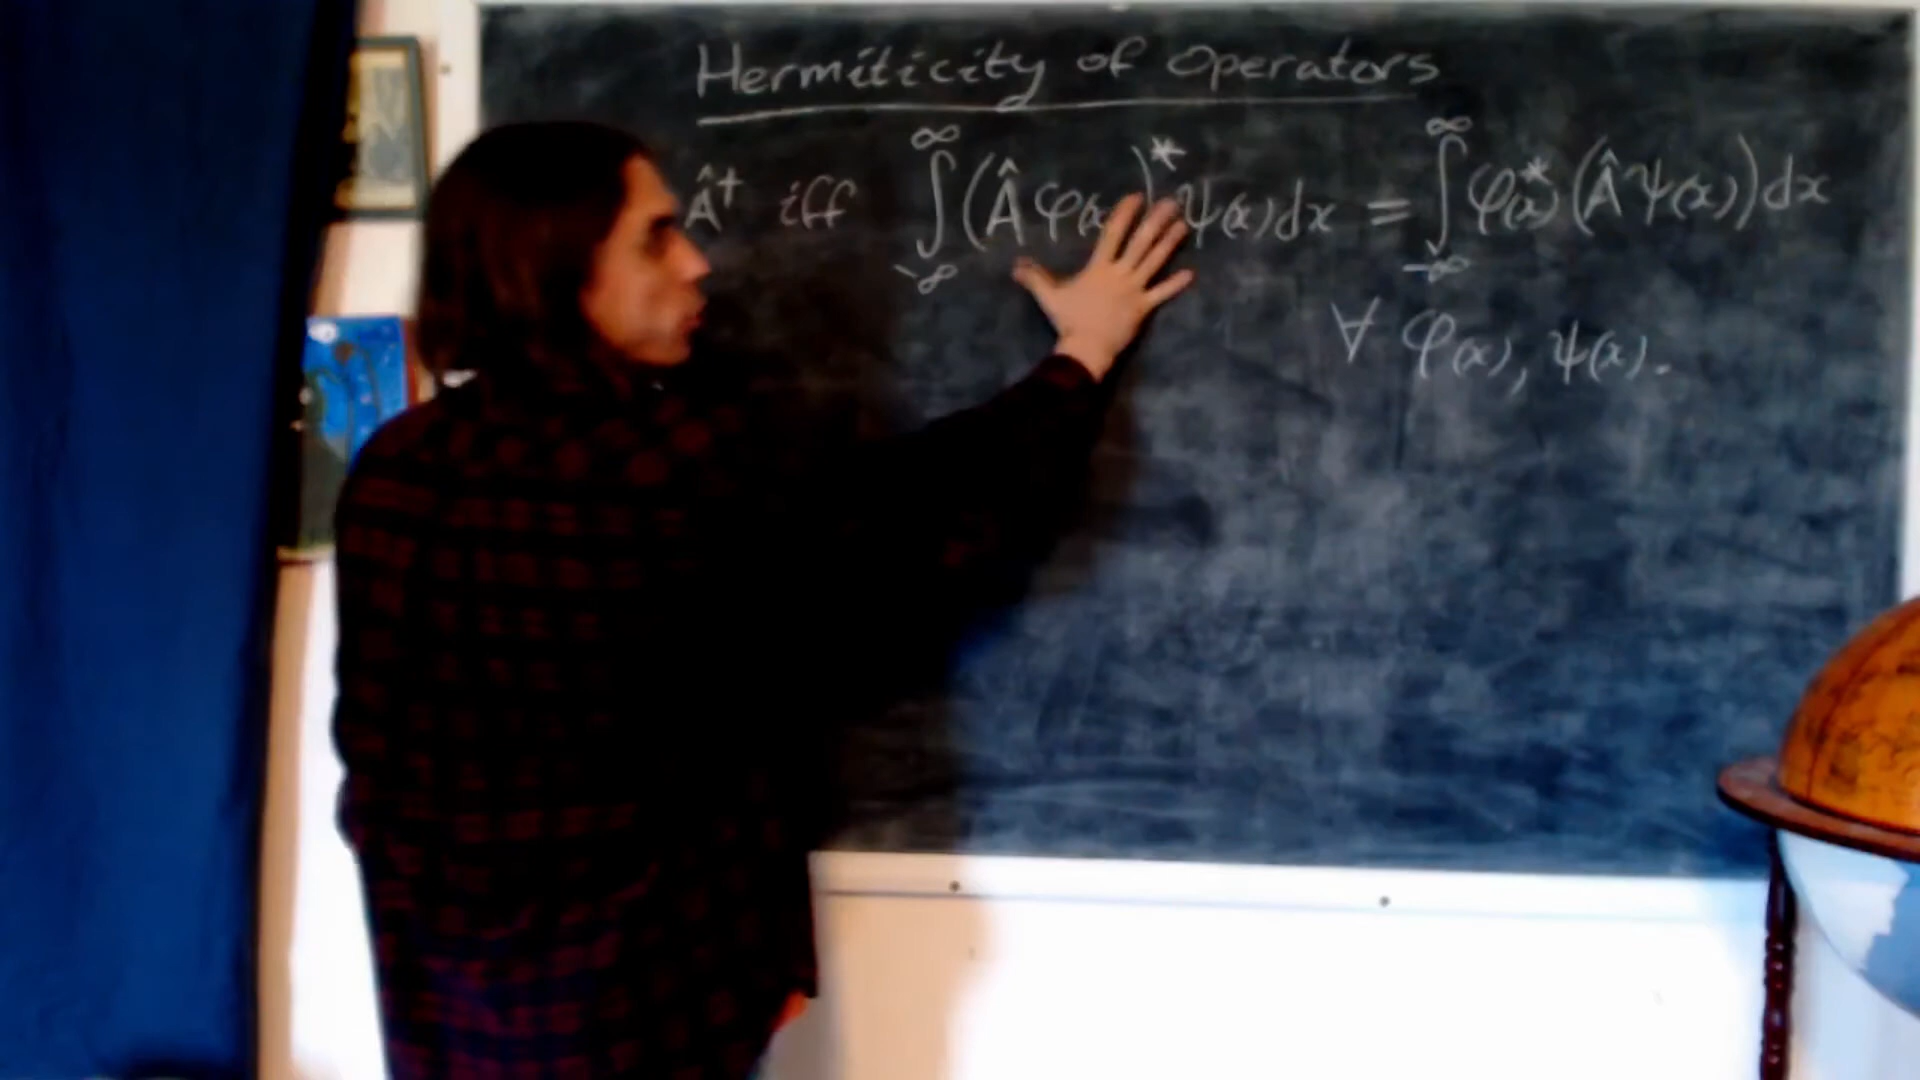 Hermiticity of Operators
Â† iff ∫_{-∞}^{∞} (Â φ(x))* ψ(x) dx = ∫_{-∞}^{∞} φ(x)* (Â ψ(x)) dx
∀ φ(x), ψ(x).